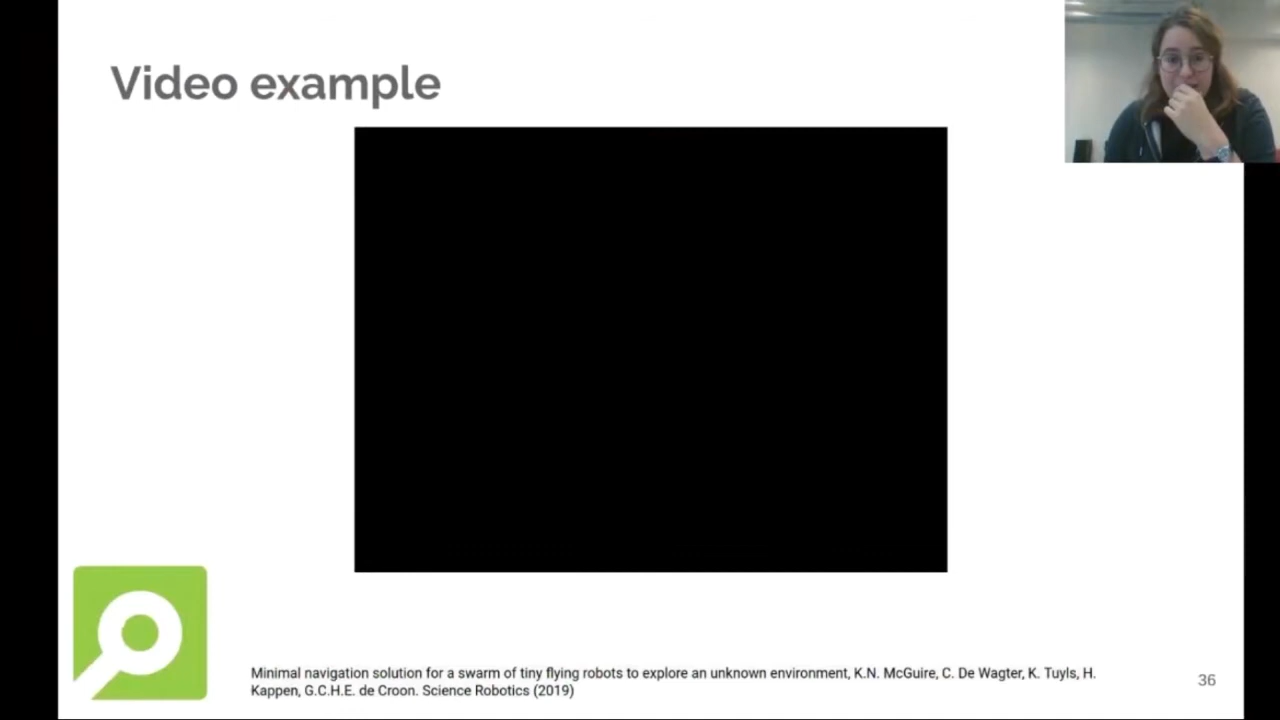 Video example
Minimal navigation solution for a swarm of tiny flying robots to explore an unknown environment, K.N. McGuire, C. De Wagter, K. Tuyls, H.
Kappen, G.C.H.E. de Croon. Science Robotics (2019)
36